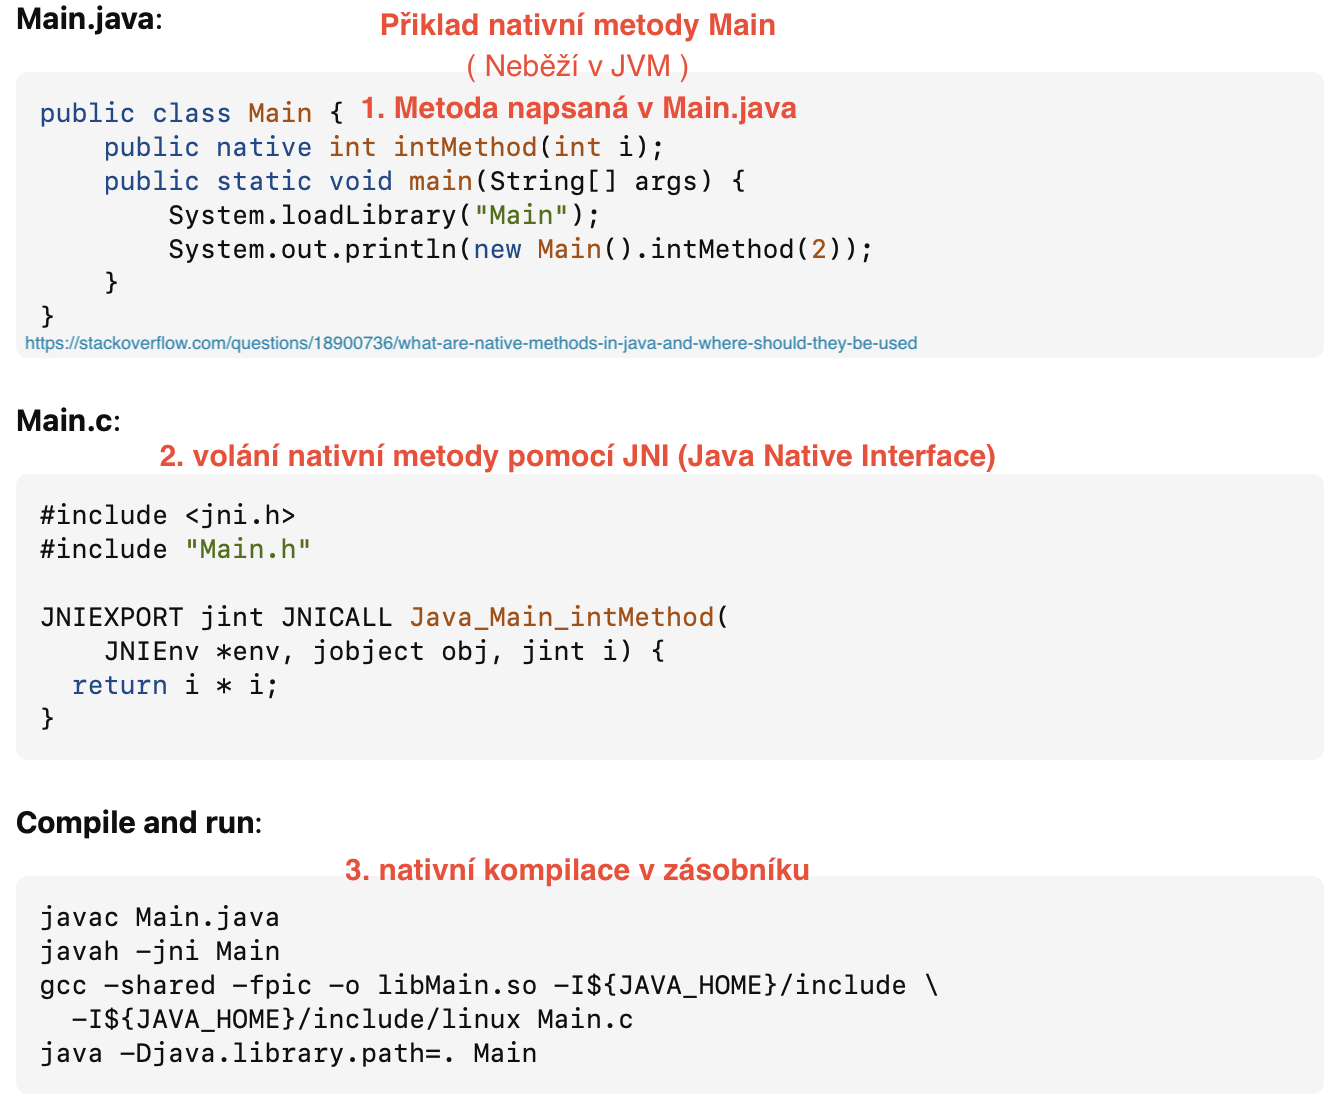 Main.java:
Přiklad nativní metody Main
( Neběží v JVM )
public class Main {
1. Metoda napsaná v Main.java
    public native int intMethod(int i);
    public static void main(String[] args) {
        System.loadLibrary("Main");
        System.out.println(new Main().intMethod(2));
    }
}
https://stackoverflow.com/questions/18900736/what-are-native-methods-in-java-and-where-should-they-be-used
Main.c:
2. volání nativní metody pomocí JNI (Java Native Interface)
#include <jni.h>
#include "Main.h"
JNIEXPORT jint JNICALL Java_Main_intMethod(
    JNIEnv *env, jobject obj, jint i) {
  return i * i;
}
Compile and run:
3. nativní kompilace v zásobníku
javac Main.java
javah -jni Main
gcc -shared -fpic -o libMain.so -I${JAVA_HOME}/include \
  -I${JAVA_HOME}/include/linux Main.c
java -Djava.library.path=. Main